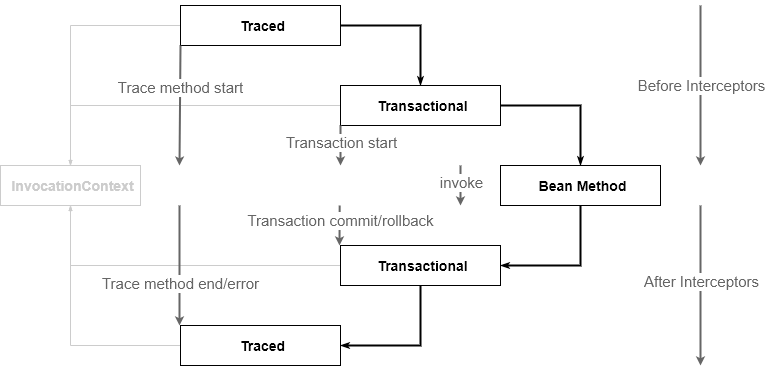 Traced
Trace method start
Before Interceptors
Transactional
Transaction start
InvocationContext
invoke
Bean Method
Transaction commit/rollback
Transactional
Trace method end/error
After Interceptors
Traced